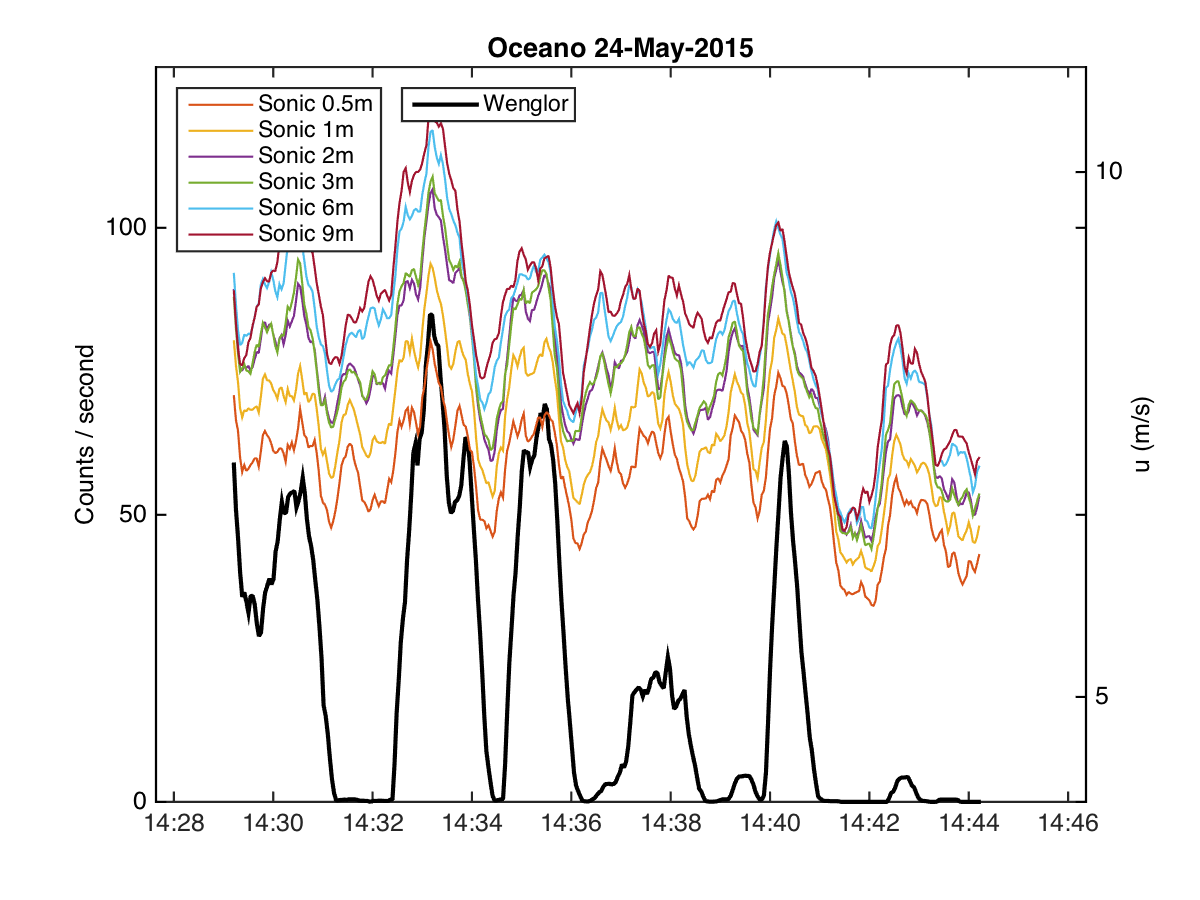 Oceano 24-May-2015
Sonic 0.5m
Sonic 1m
Sonic 2m
Sonic 3m
Sonic 6m
Sonic 9m
Wenglor
Counts / second
100
50
0
10
5
u (m/s)
14:28 14:30 14:32 14:34 14:36 14:38 14:40 14:42 14:44 14:46